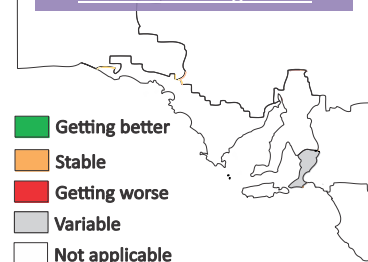 Getting better
Stable
Getting worse
Variable
Not applicable